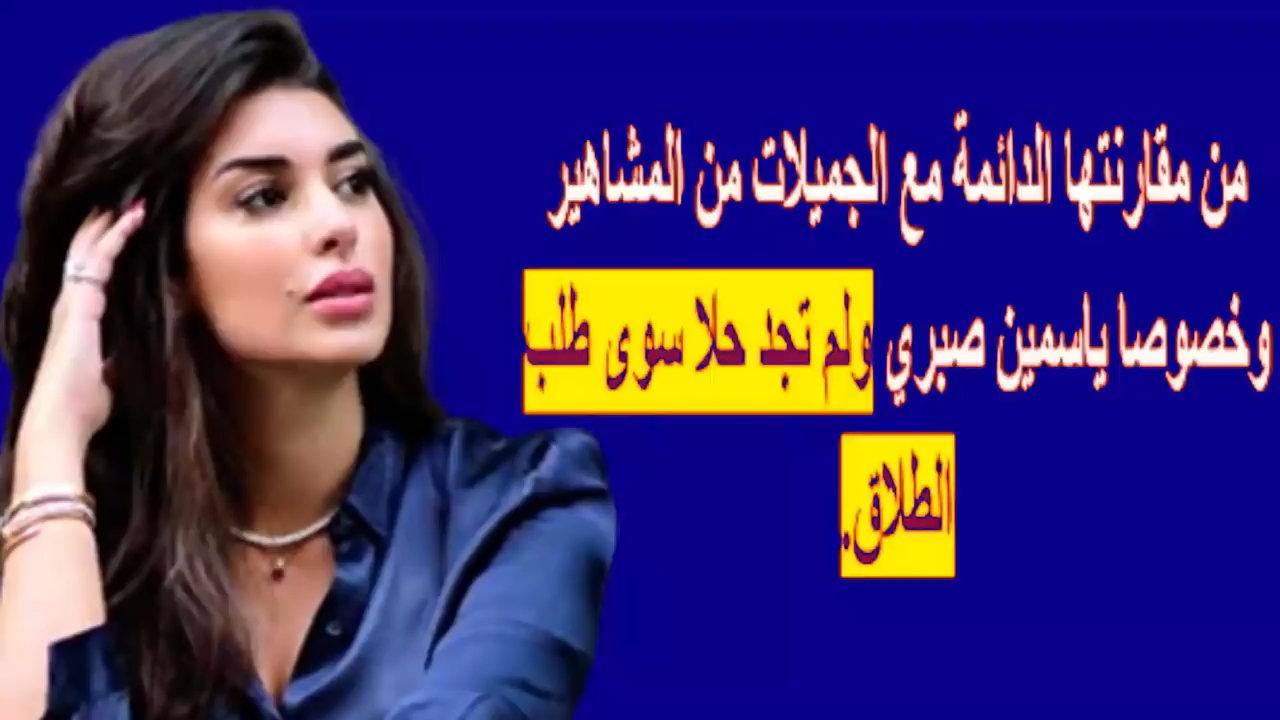 من مقارنتها الدائمة مع الجميلات من المشاهير
وخصوصا ياسمين صبري ولم تجد حلا سوى طلب
الطلاق.